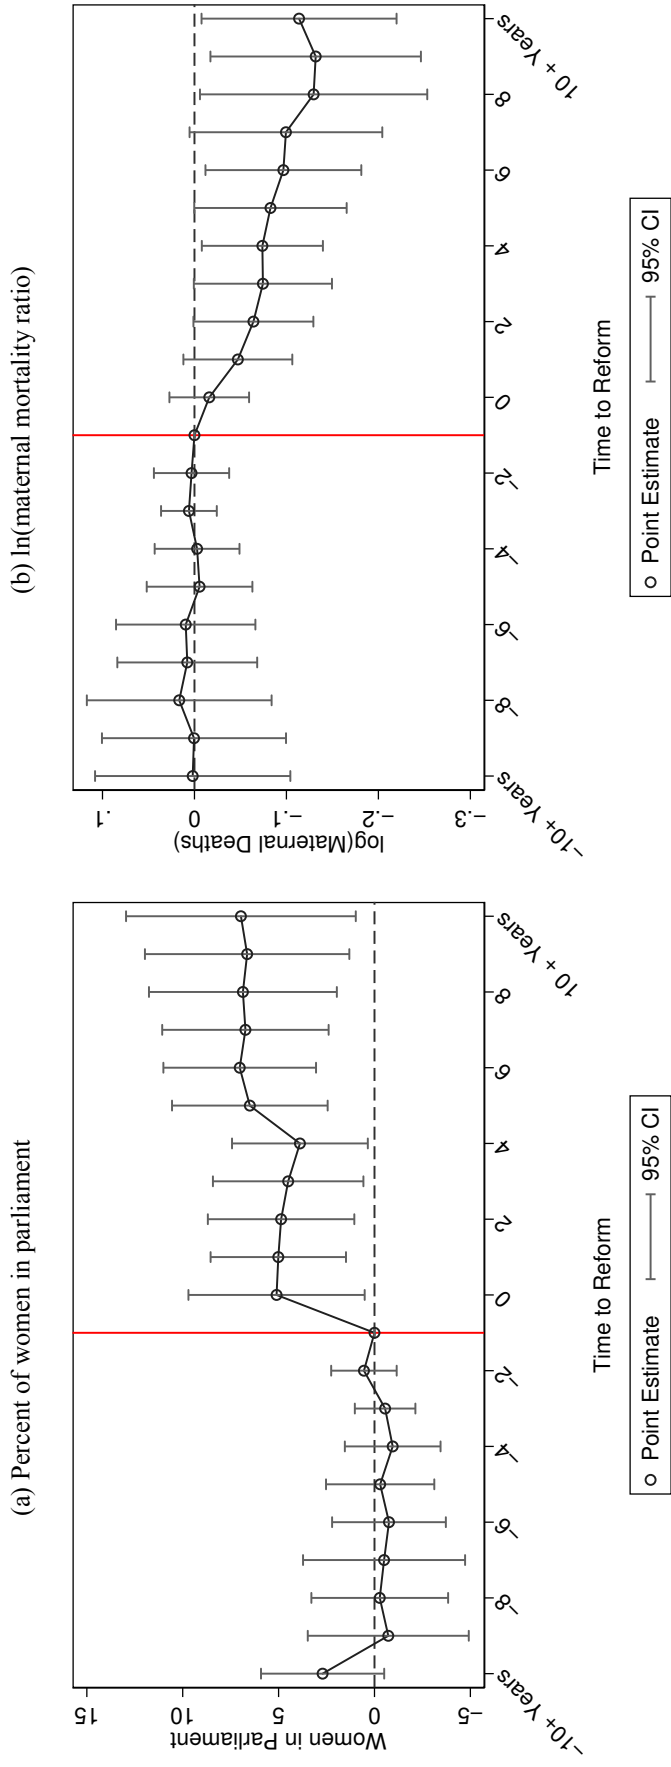 (a) Percent of women in parliament
Women in Parliament
15
10
5
0
−5
−10+ Years
−8
−6
−4
−2
0
2
4
6
8
10 + Years
Time to Reform
Point Estimate
95% CI
(b) ln(maternal mortality ratio)
log(Maternal Deaths)
.1
0
−.1
−.2
−.3
−10+ Years
−8
−6
−4
−2
0
2
4
6
8
10 + Years
Time to Reform
Point Estimate
95% CI